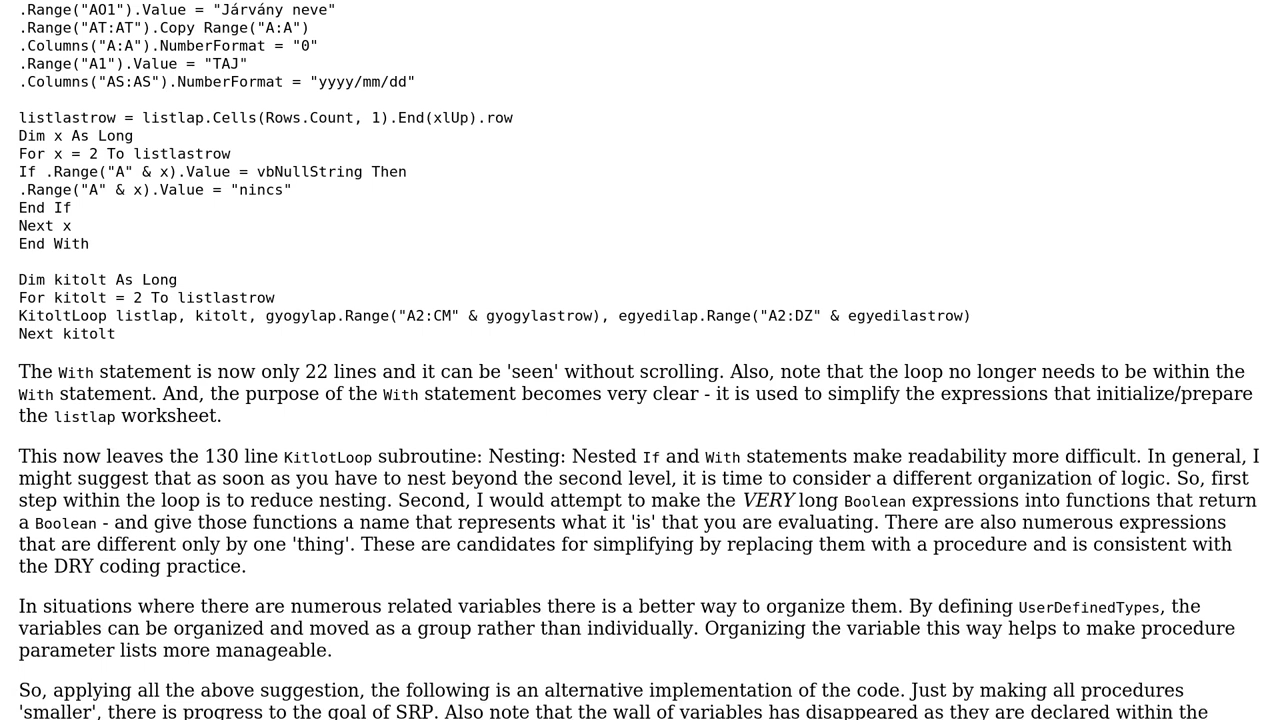 .Range("AO1").Value = "Járvány neve"
.Range("AT:AT").Copy Range("A:A")
.Columns("A:A").NumberFormat = "0"
.Range("A1").Value = "TAJ"
.Columns("AS:AS").NumberFormat = "yyyy/mm/dd"
listlastrow = listlap.Cells(Rows.Count, 1).End(xlUp).row
Dim x As Long
For x = 2 To listlastrow
If .Range("A" & x).Value = vbNullString Then
.Range("A" & x).Value = "nincs"
End If
Next x
End With
Dim kitolt As Long
For kitolt = 2 To listlastrow
KitoltLoop listlap, kitolt, gyogylap.Range("A2:CM" & gyogylastrow), egyedilap.Range("A2:DZ" & egyedilastrow)
Next kitolt
The With statement is now only 22 lines and it can be 'seen' without scrolling. Also, note that the loop no longer needs to be within the
With statement. And, the purpose of the With statement becomes very clear - it is used to simplify the expressions that initialize/prepare
the listlap worksheet.
This now leaves the 130 line KitlotLoop subroutine: Nesting: Nested If and With statements make readability more difficult. In general, I
might suggest that as soon as you have to nest beyond the second level, it is time to consider a different organization of logic. So, first
step within the loop is to reduce nesting. Second, I would attempt to make the VERY long Boolean expressions into functions that return
a Boolean - and give those functions a name that represents what it 'is' that you are evaluating. There are also numerous expressions
that are different only by one 'thing'. These are candidates for simplifying by replacing them with a procedure and is consistent with
the DRY coding practice.
In situations where there are numerous related variables there is a better way to organize them. By defining UserDefinedTypes, the
variables can be organized and moved as a group rather than individually. Organizing the variable this way helps to make procedure
parameter lists more manageable.
So, applying all the above suggestion, the following is an alternative implementation of the code. Just by making all procedures
'smaller', there is progress to the goal of SRP. Also note that the wall of variables has disappeared as they are declared within the